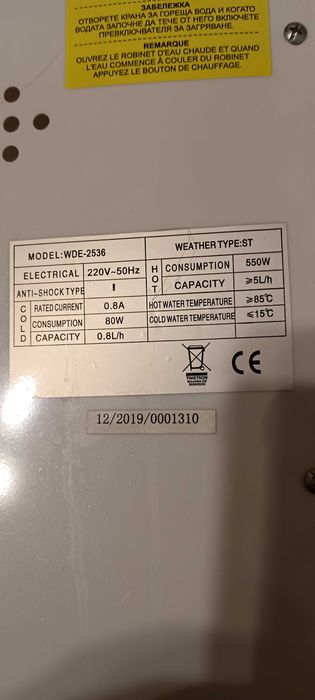 ЗАБЕЛЕЖКА
ОТВОРЕТЕ КРАНА ЗА ГОРЕЩА ВОДА И КОГАТО
ВОДАТА ЗАПОЧНЕ ДА ТЕЧЕ ОТ НЕГО ВКЛЮЧЕТЕ
ПРЕВКЛЮЧВАТЕЛЯ ЗА ЗАГРЯВАНЕ.
REMARQUE
OUVREZ LE ROBINET D'EAU CHAUDE ET QUAND
L'EAU COMMENCE À COULER DU ROBINET
APPUYEZ LE BOUTON DE CHAUFFAGE.
MODEL:WDE-2536
WEATHER TYPE:ST
ELECTRICAL 220V~50Hz
ANTI-SHOCKTYPE I
COLD
RATED CURRENT 0.8A
CONSUMPTION 80W
CAPACITY 0.8L/h
HOT
CONSUMPTION 550W
CAPACITY ≥5L/h
HOT WATER TEMPERATURE ≥85℃
COLD WATER TEMPERATURE ≤15℃
CE
12/2019/0001310